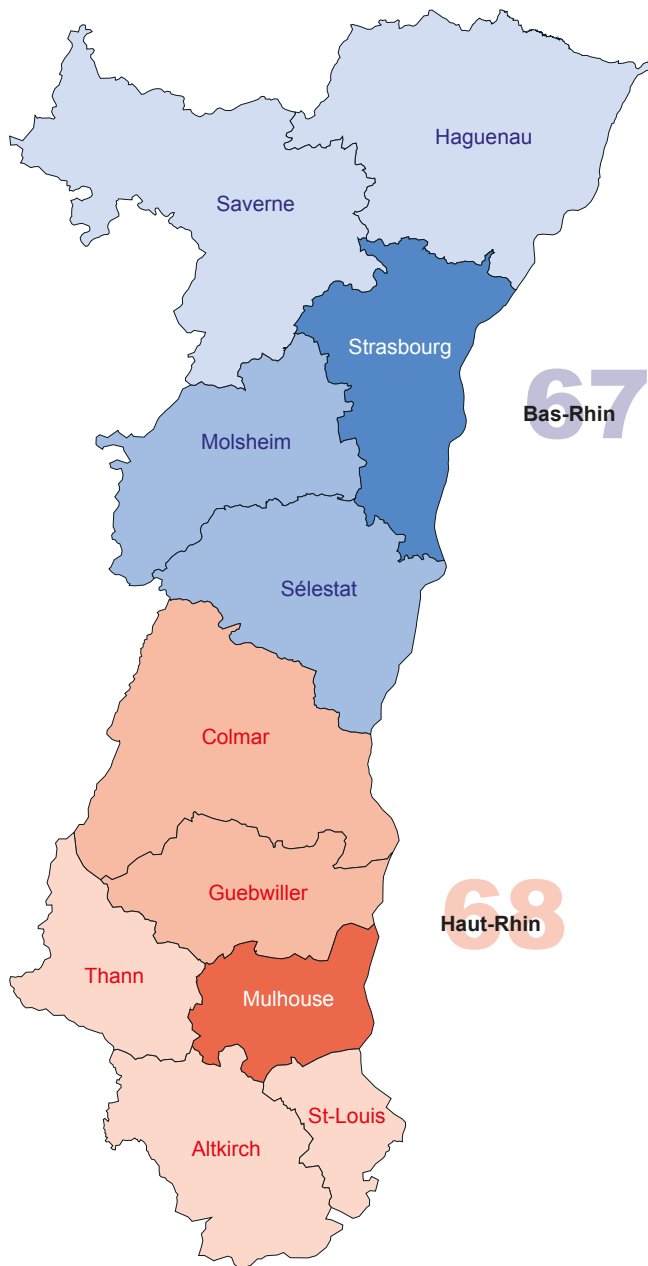 Haguenau
Saverne
Strasbourg
67
Bas-Rhin
Molsheim
Sélestat
Colmar
Guebwiller
68
Haut-Rhin
Thann
Mulhouse
St-Louis
Altkirch